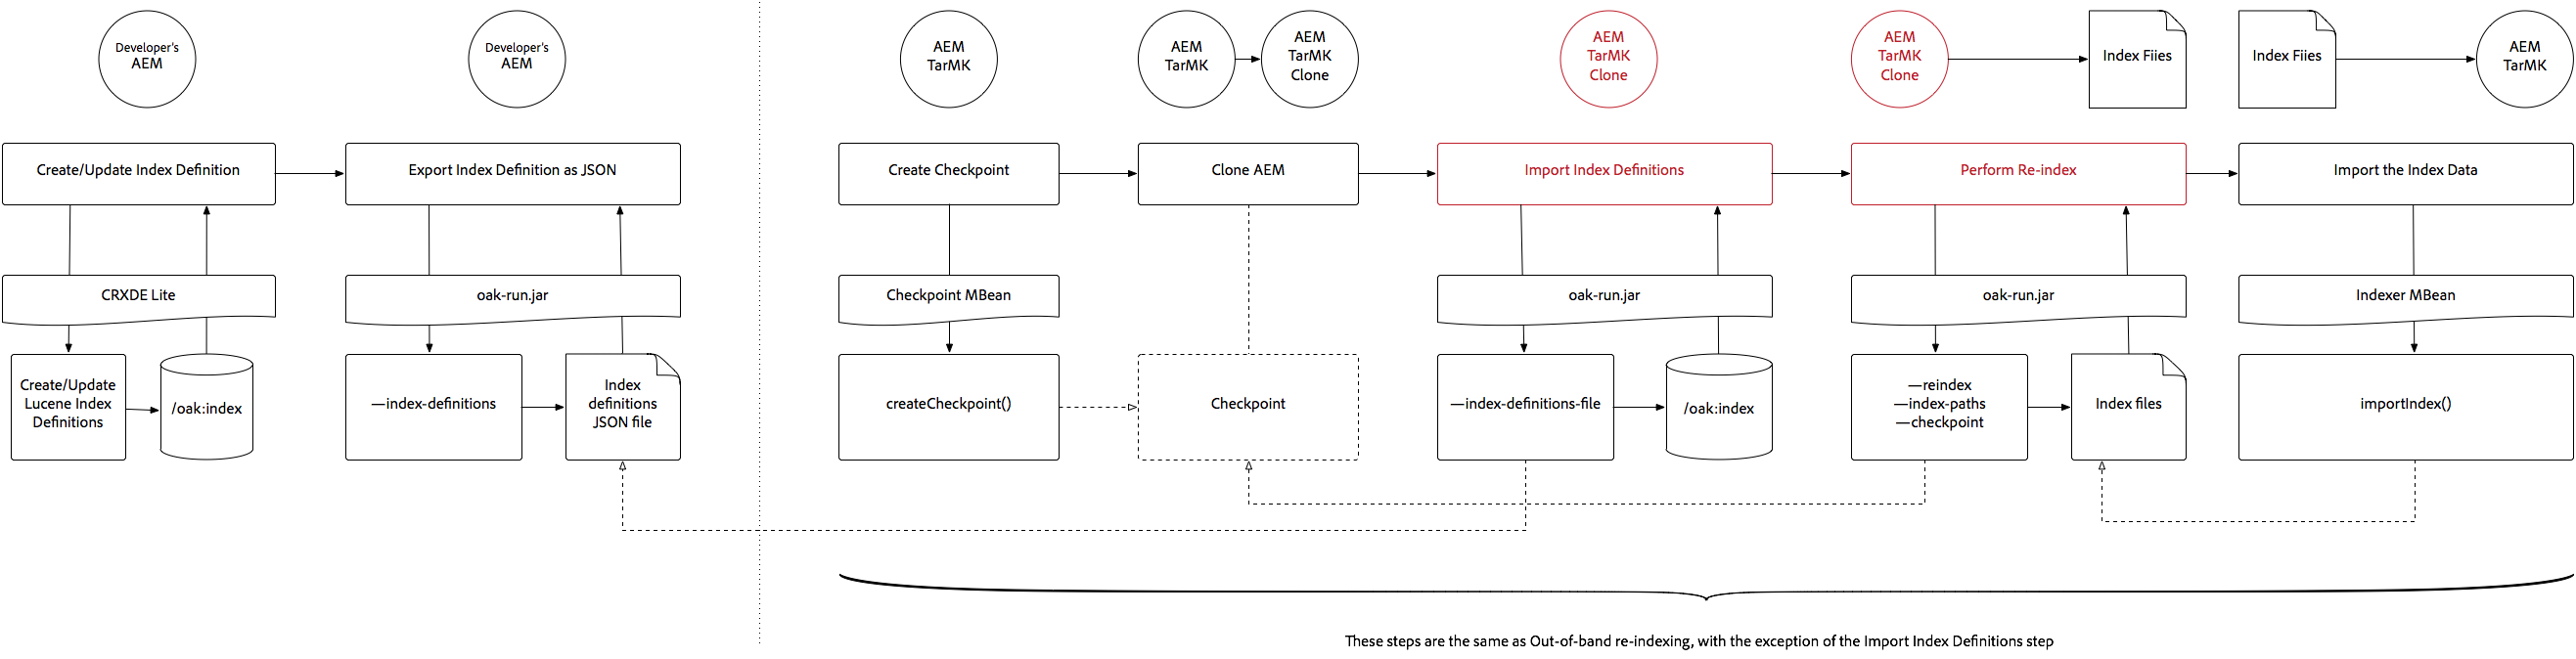 Developer's
AEM
Developer's
AEM
AEM
TarMK
AEM
TarMK
AEM
TarMK
Clone
AEM
TarMK
Clone
AEM
TarMK
Clone
Index Fiies
Index Fiies
AEM
TarMK
Create/Update Index Definition
Export Index Definition as JSON
Create Checkpoint
Clone AEM
Import Index Definitions
Perform Re-index
Import the Index Data
CRXDE Lite
oak-run.jar
Checkpoint MBean
oak-run.jar
oak-run.jar
Indexer MBean
Create/Update
Lucene Index
Definitions
/oak:index
—index-definitions
Index
definitions
JSON file
createCheckpoint()
Checkpoint
—index-definitions-file
/oak:index
—reindex
—index-paths
—checkpoint
Index files
importIndex()
These steps are the same as Out-of-band re-indexing, with the exception of the Import Index Definitions step